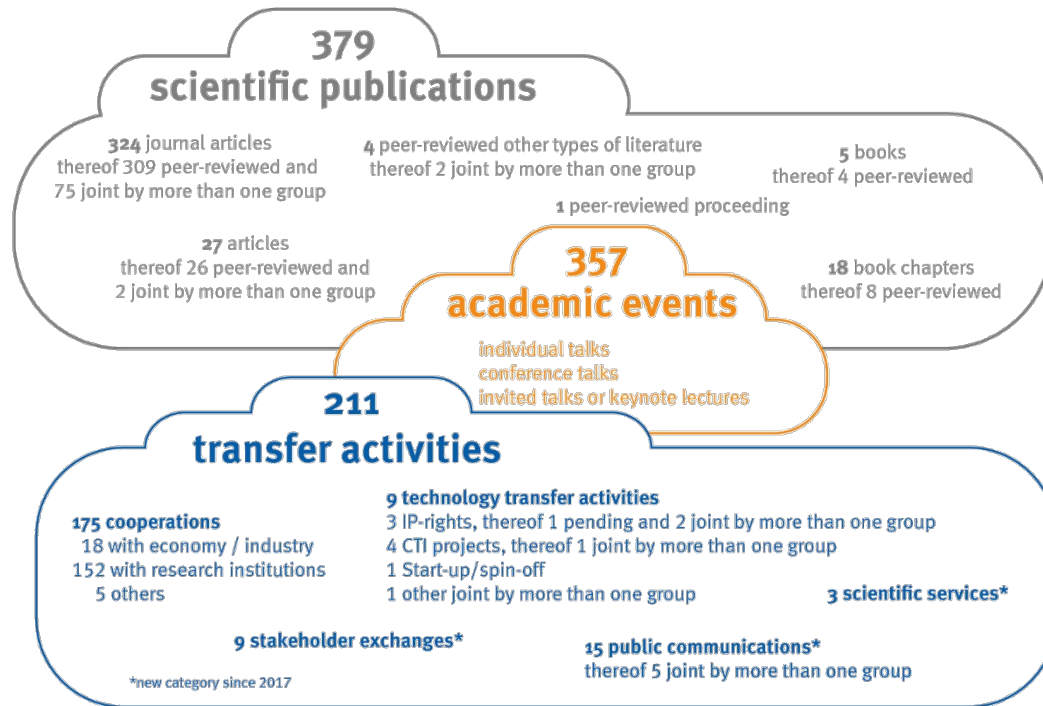 379
scientific publications
324 journal articles
thereof 309 peer-reviewed and
75 joint by more than one group
4 peer-reviewed other types of literature
thereof 2 joint by more than one group
5 books
thereof 4 peer-reviewed
1 peer-reviewed proceeding
27 articles
thereof 26 peer-reviewed and
2 joint by more than one group
18 book chapters
thereof 8 peer-reviewed
357
academic events
individual talks
conference talks
invited talks or keynote lectures
211
transfer activities
175 cooperations
18 with economy / industry
152 with research institutions
5 others
9 technology transfer activities
3 IP-rights, thereof 1 pending and 2 joint by more than one group
4 CTI projects, thereof 1 joint by more than one group
1 Start-up/spin-off
1 other joint by more than one group
3 scientific services*
9 stakeholder exchanges*
15 public communications*
thereof 5 joint by more than one group
*new category since 2017